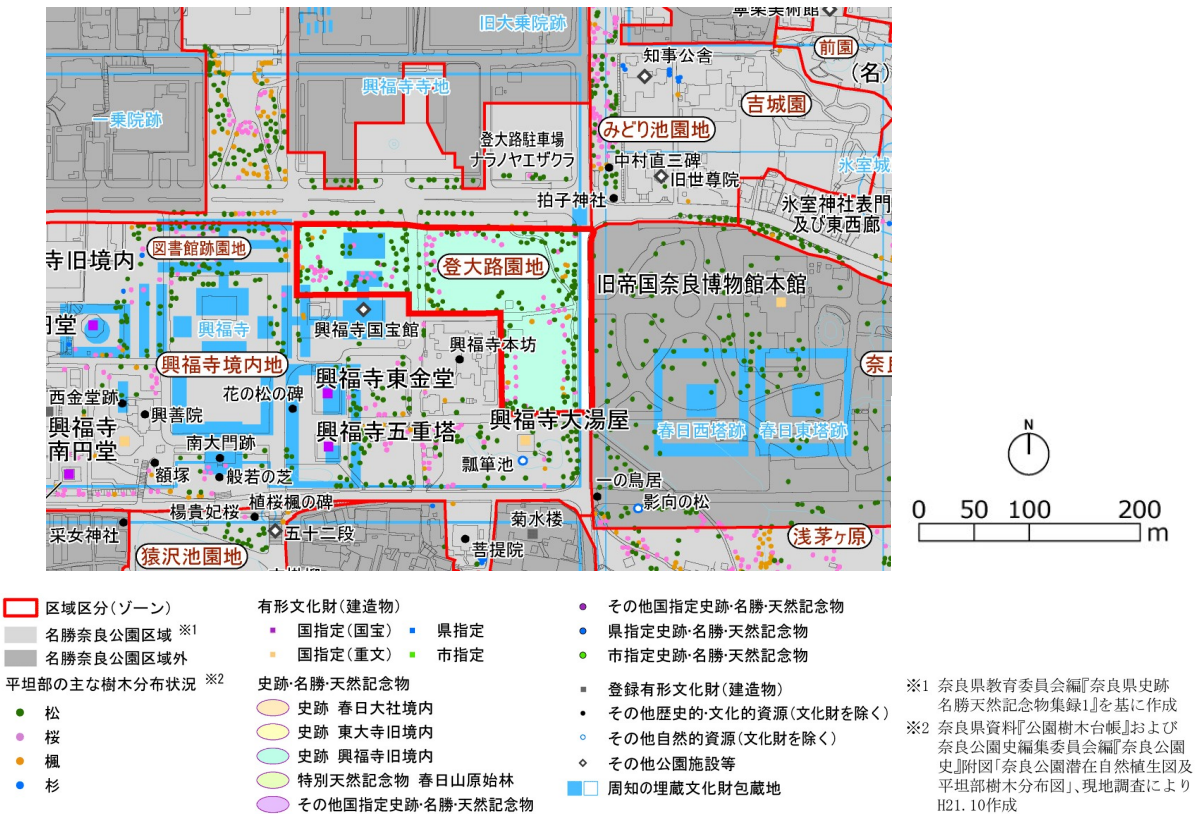 旧大乗院跡
寧楽美術館
知事公舎
前園
(名)
興福寺寺地
吉城園
一乗院跡
登大路駐車場
ナラノヤエザクラ
みどり池園地
中村直三碑
旧世尊院
氷室城
拍子神社
氷室神社表門
及び東西廊
図書館跡園地
寺旧境内
登大路園地
旧帝国奈良博物館本館
円堂
興福寺
興福寺国宝館
興福寺本坊
興福寺境内地
奈良
西金堂跡
花の松の碑
興福寺東金堂
興善院
興福寺
南円堂
南大門跡
興福寺五重塔
興福寺大湯屋
春日西塔跡
春日東塔跡
額塚
般若の芝
瓢箪池
一の鳥居
影向の松
楊貴妃桜
植桜楓の碑
菊水楼
采女神社
五十二段
菩提院
浅茅ヶ原
猿沢池園地
N
0 50 100 200
m
区域区分(ゾーン)
名勝奈良公園区域 ※1
名勝奈良公園区域外
平坦部の主な樹木分布状況 ※2
松
桜
楓
杉
有形文化財(建造物)
国指定(国宝) 県指定
国指定(重文) 市指定
史跡・名勝・天然記念物
史跡 春日大社境内
史跡 東大寺旧境内
史跡 興福寺旧境内
特別天然記念物 春日山原始林
その他国指定史跡・名勝・天然記念物
その他国指定史跡・名勝・天然記念物
県指定史跡・名勝・天然記念物
市指定史跡・名勝・天然記念物
登録有形文化財(建造物)
その他歴史的・文化的資源(文化財を除く)
その他自然的資源(文化財を除く)
その他公園施設等
周知の埋蔵文化財包蔵地
※1 奈良県教育委員会編『奈良県史跡
名勝天然記念物集録1』を基に作成
※2 奈良県資料『公園樹木台帳』および
奈良公園史編集委員会編『奈良公園
史』附図「奈良公園潜在自然植生図及
平坦部樹木分布図」、現地調査により
H21.10作成